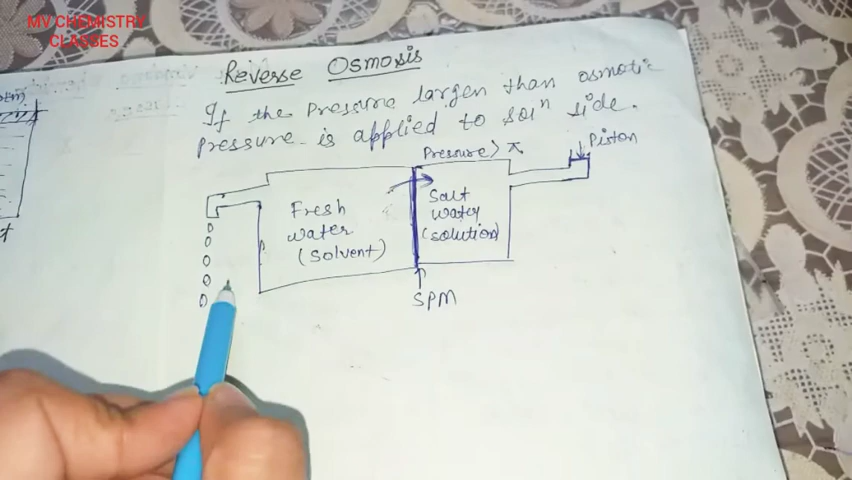 MV CHEMISTRY
CLASSES
Reverse Osmosis
If the Pressure larger than osmotic
pressure is applied to solⁿ side.
Pressure > π
Piston
Fresh
water
(solvent)
Salt
water
(solution)
SPM